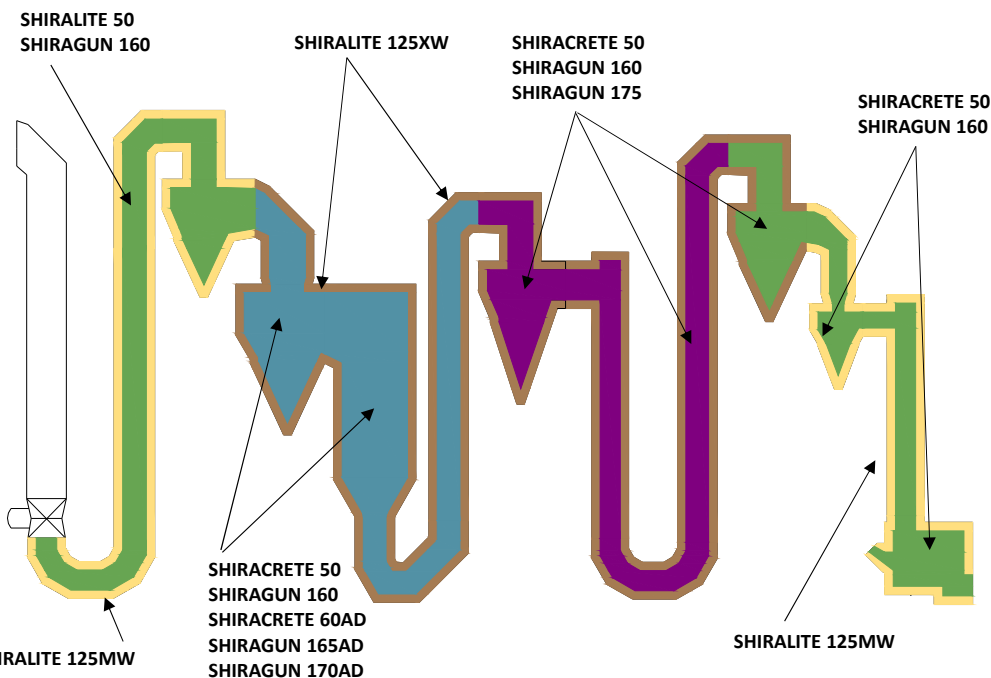 SHIRALITE 50
SHIRAGUN 160
SHIRALITE 125XW
SHIRACRETE 50
SHIRAGUN 160
SHIRAGUN 175
SHIRACRETE 50
SHIRAGUN 160
SHIRACRETE 50
SHIRAGUN 160
SHIRACRETE 60AD
SHIRAGUN 165AD
SHIRAGUN 170AD
IRALITE 125MW
SHIRALITE 125MW